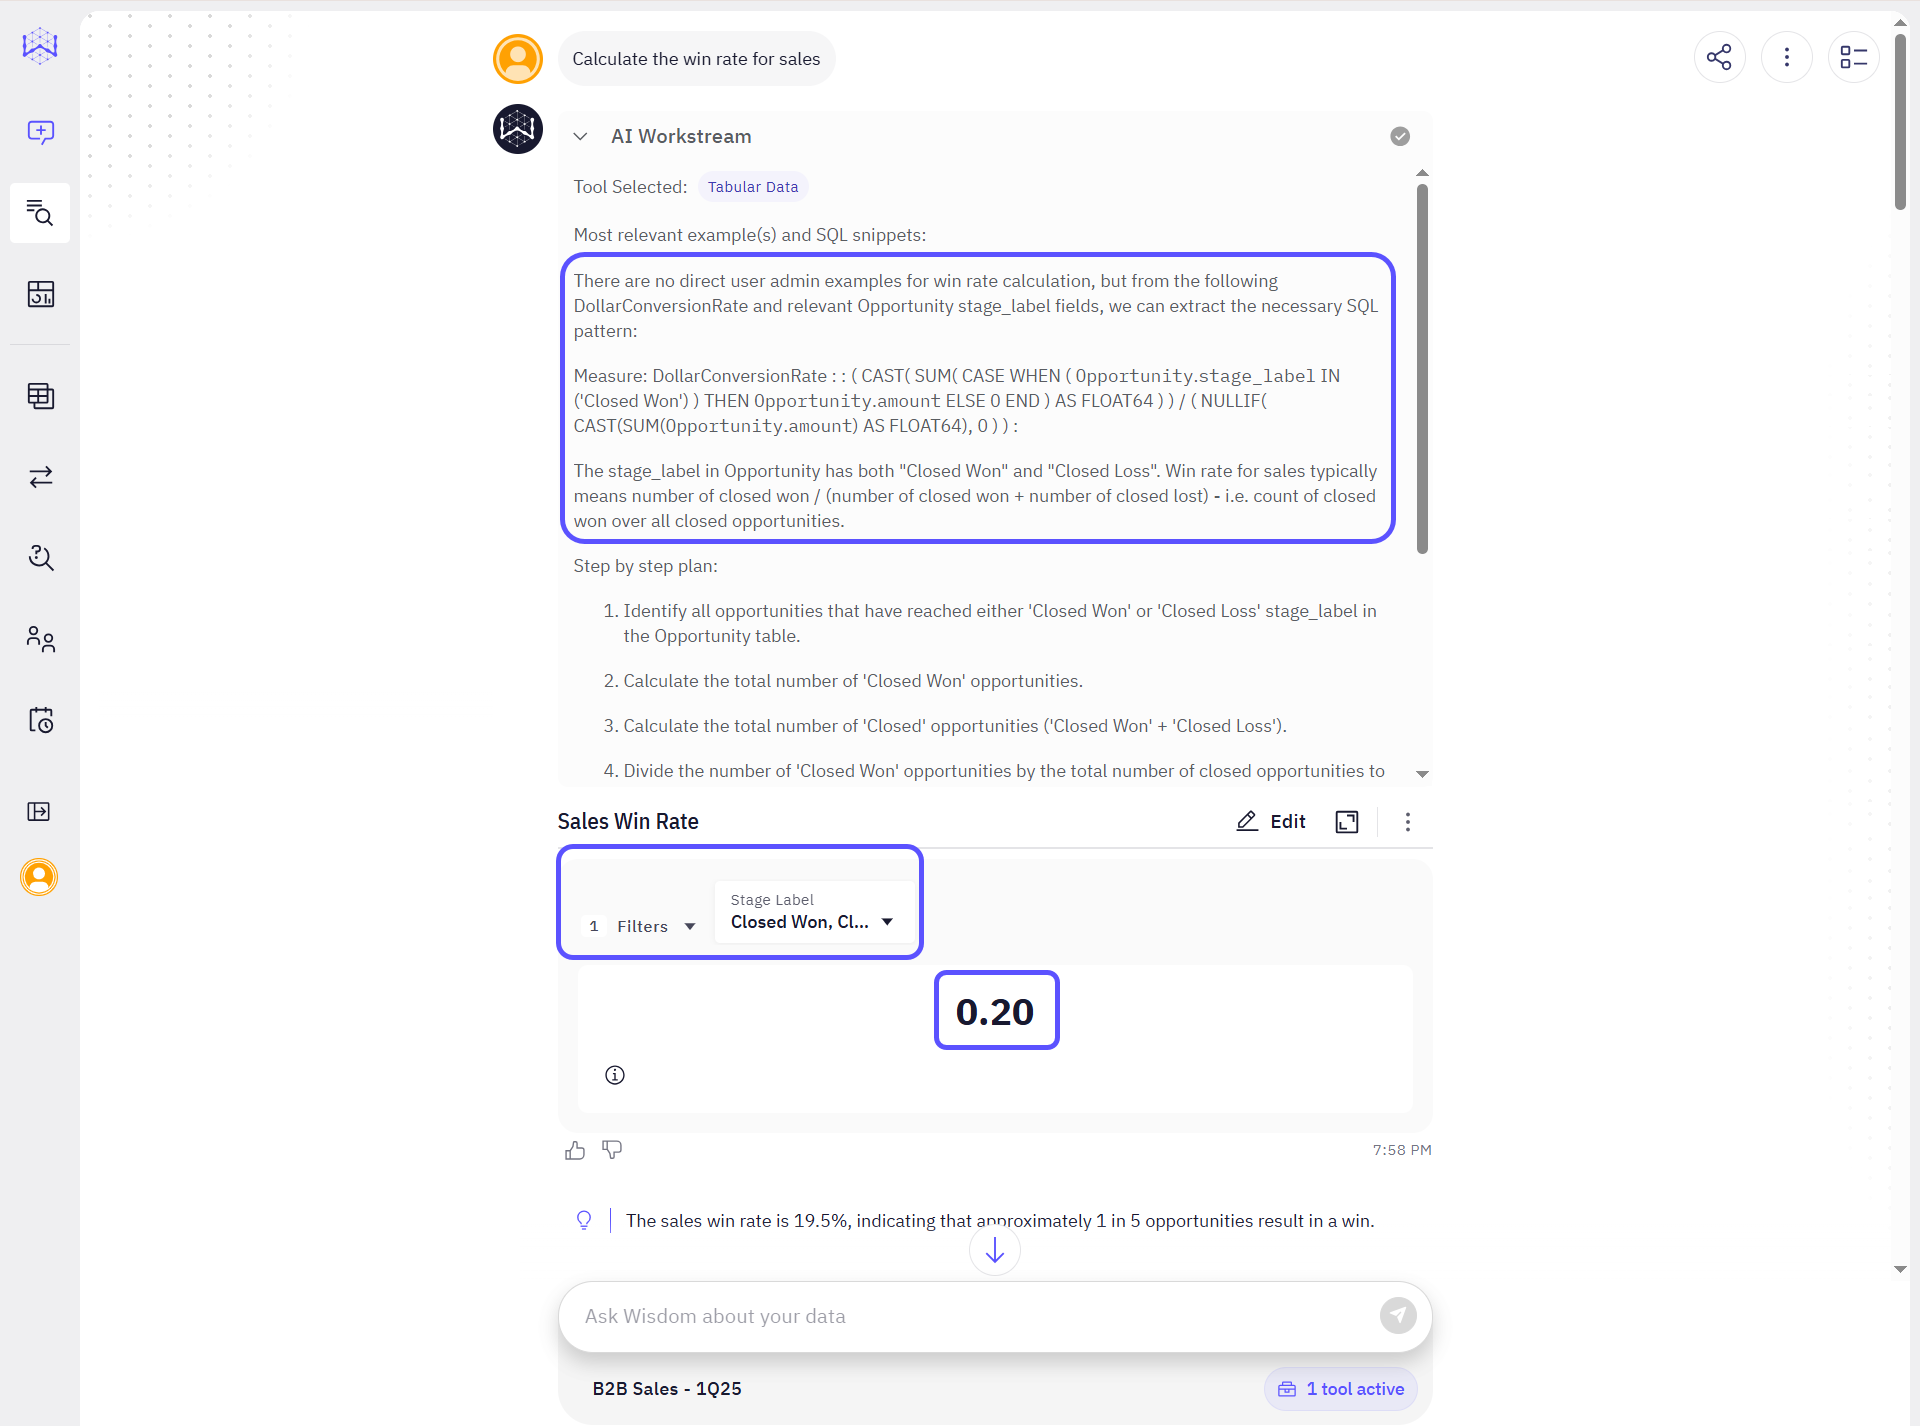 Calculate the win rate for sales
AI Workstream
Tool Selected: Tabular Data
Most relevant example(s) and SQL snippets:
There are no direct user admin examples for win rate calculation, but from the following
DollarConversionRate and relevant Opportunity stage_label fields, we can extract the necessary SQL
pattern:
Measure: DollarConversionRate : : ( CAST( SUM( CASE WHEN ( Opportunity.stage_label IN
('Closed Won') ) THEN Opportunity.amount ELSE 0 END ) AS FLOAT64 ) ) / ( NULLIF(
CAST(SUM(Opportunity.amount) AS FLOAT64), 0 ) ) :
The stage_label in Opportunity has both "Closed Won" and "Closed Loss". Win rate for sales typically
means number of closed won / (number of closed won + number of closed lost) - i.e. count of closed
won over all closed opportunities.
Step by step plan:
1. Identify all opportunities that have reached either 'Closed Won' or 'Closed Loss' stage_label in
the Opportunity table.
2. Calculate the total number of 'Closed Won' opportunities.
3. Calculate the total number of 'Closed' opportunities ('Closed Won' + 'Closed Loss').
4. Divide the number of 'Closed Won' opportunities by the total number of closed opportunities to
Sales Win Rate
Edit
1 Filters
Stage Label
Closed Won, Cl...
0.20
7:58 PM
The sales win rate is 19.5%, indicating that approximately 1 in 5 opportunities result in a win.
Ask Wisdom about your data
B2B Sales - 1Q25
1 tool active